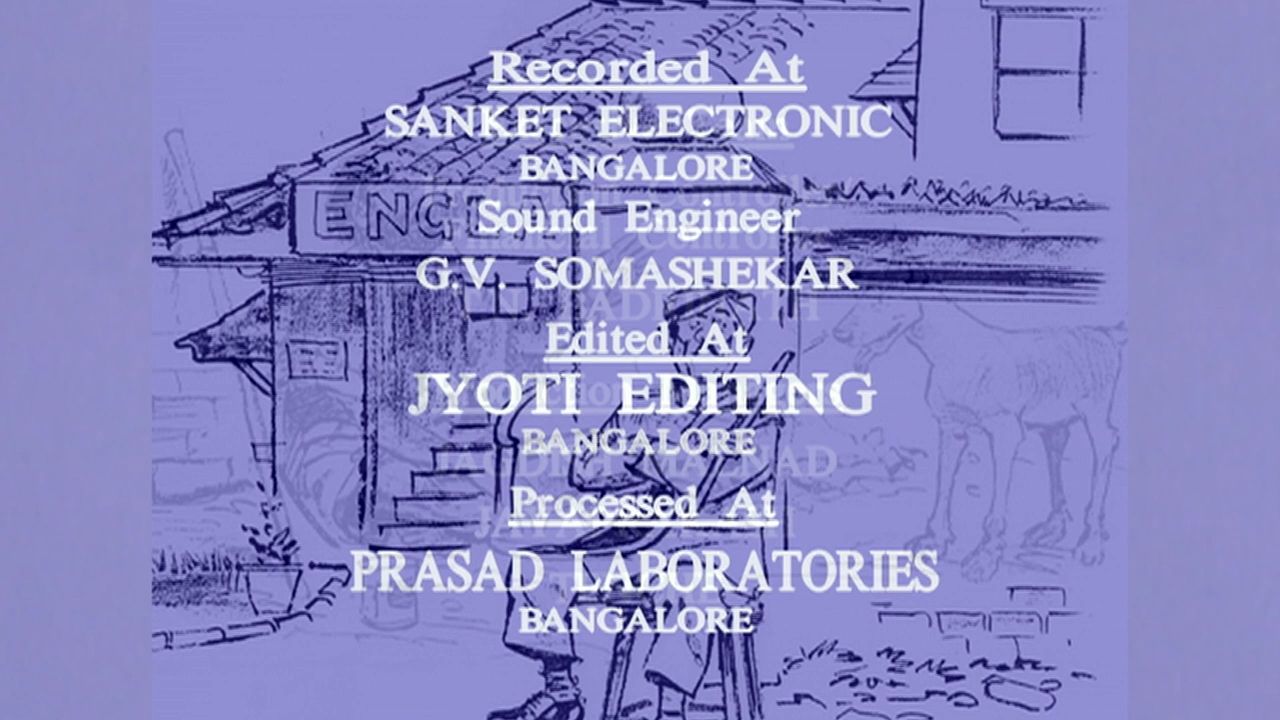 Recorded At
SANKET ELECTRONIC
BANGALORE
Sound Engineer
G.V. SOMASHEKAR
Edited At
JYOTI EDITING
BANGALORE
Processed At
PRASAD LABORATORIES
BANGALORE